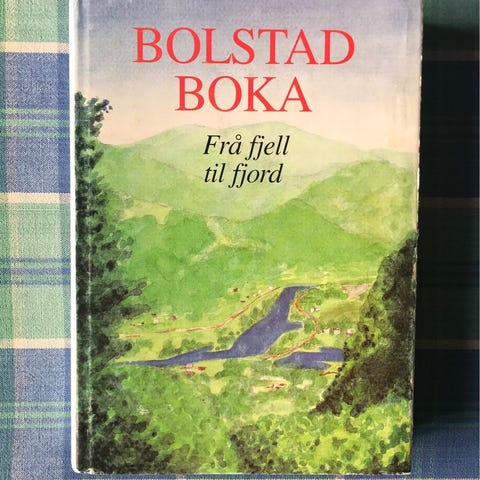 BOLSTAD
BOKA
Frå fjell
til fjord